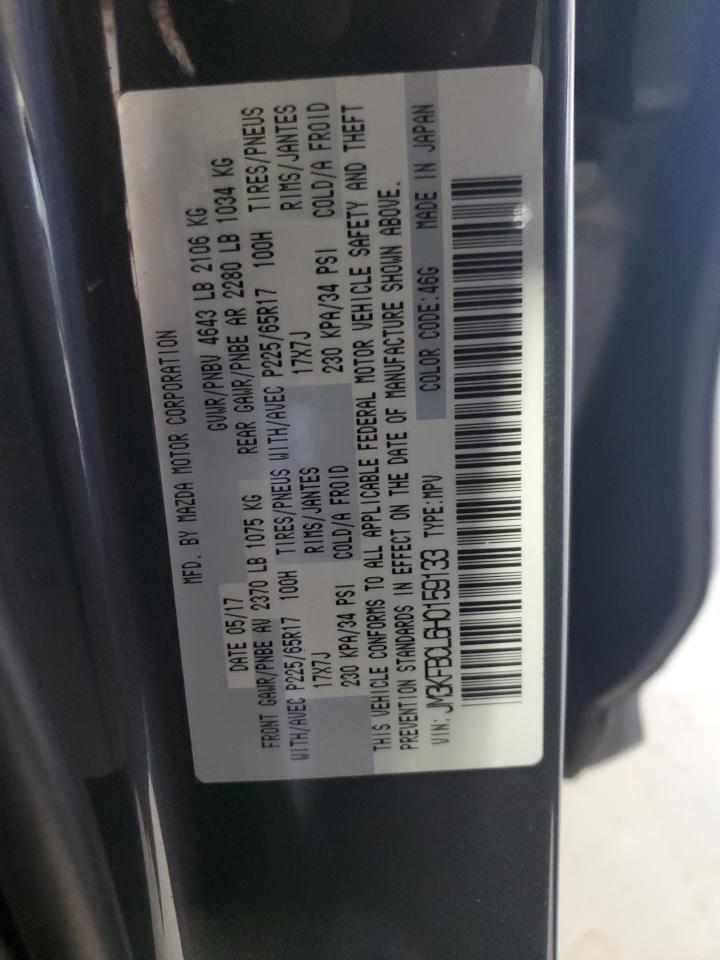 MFD. BY MAZDA MOTOR CORPORATION
DATE 05/17 GVWR/PNBV 4643 LB 2106 KG
FRONT GAWR/PNBE AV 2370 LB 1075 KG REAR GAWR/PNBE AR 2280 LB 1034 KG
WITH/AVEC P225/65R17 100H TIRES/PNEUS WITH/AVEC P225/65R17 100H TIRES/PNEUS
17X7J RIMS/JANTES 17X7J RIMS/JANTES
230 KPA/34 PSI COLD/A FROID 230 KPA/34 PSI COLD/A FROID
THIS VEHICLE CONFORMS TO ALL APPLICABLE FEDERAL MOTOR VEHICLE SAFETY AND THEFT
PREVENTION STANDARDS IN EFFECT ON THE DATE OF MANUFACTURE SHOWN ABOVE.
VIN: JM3KFBCL6H0159133 TYPE:MPV COLOR CODE:46G MADE IN JAPAN